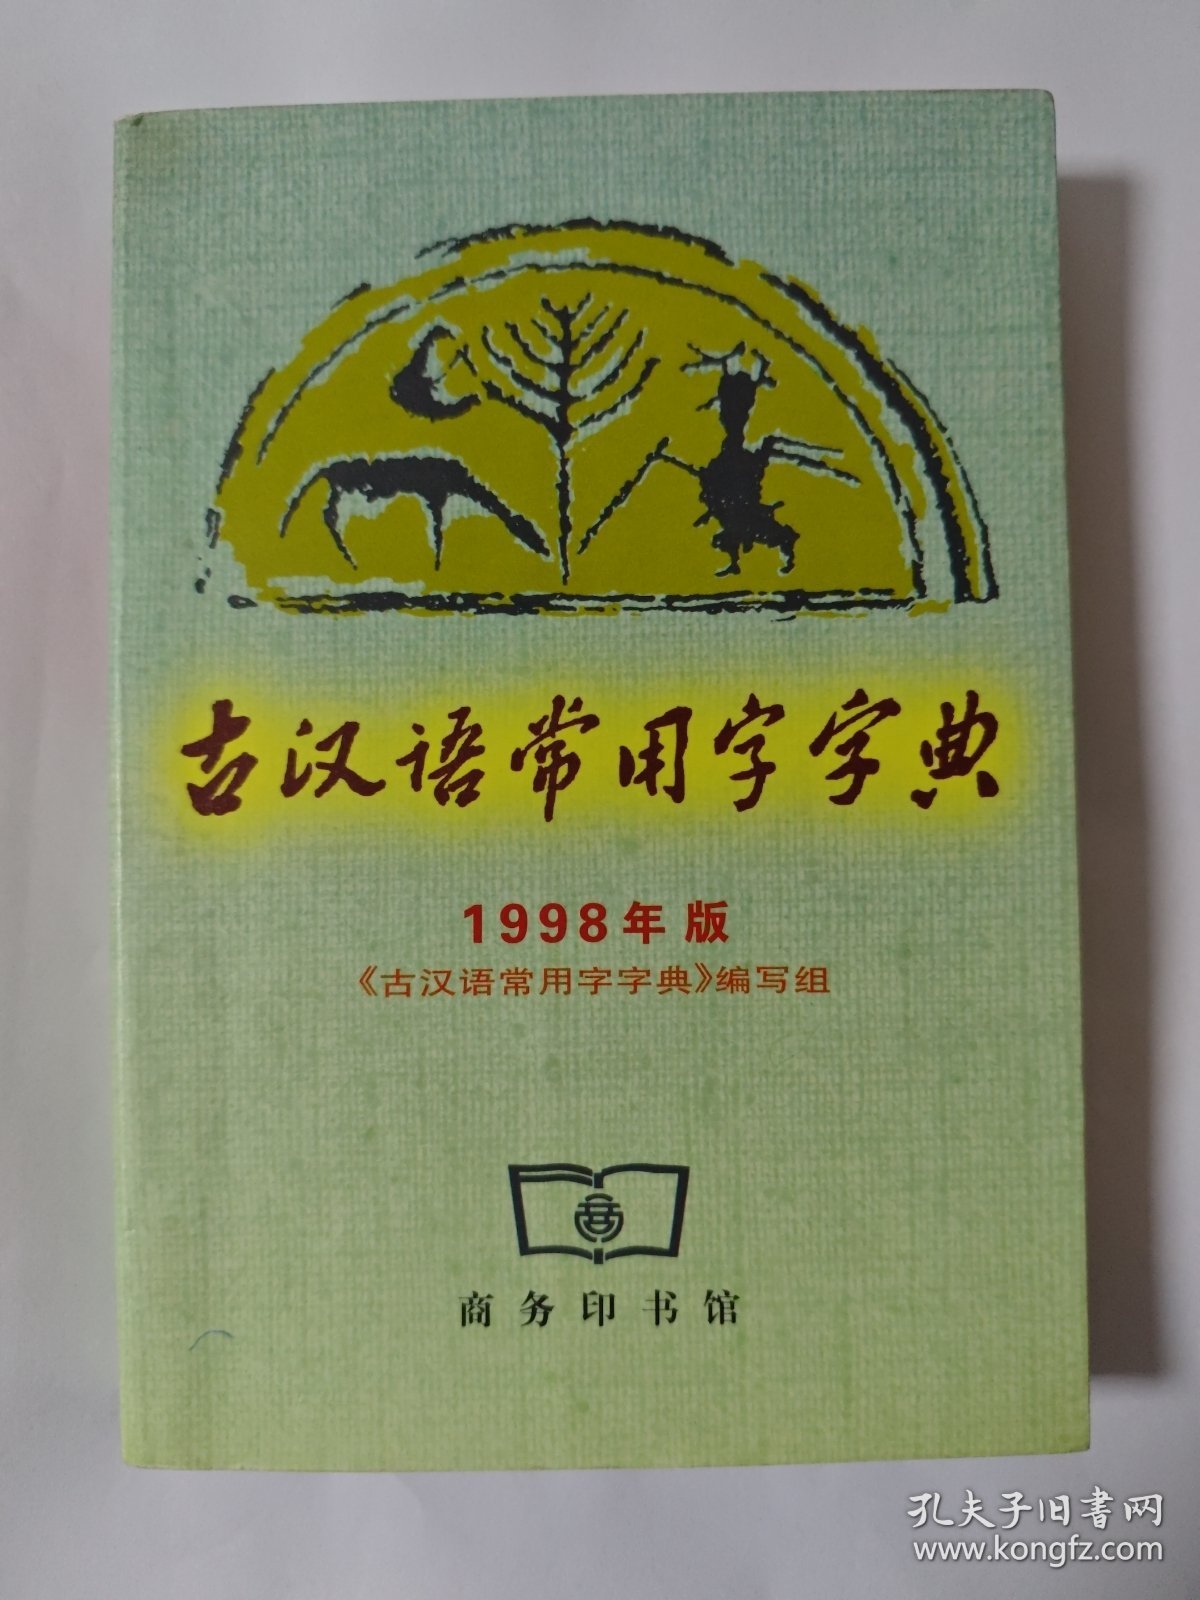 古汉语常用字字典
1998年版
《古汉语常用字字典》编写组
商务印书馆
孔夫子旧书网
www.kongfz.com